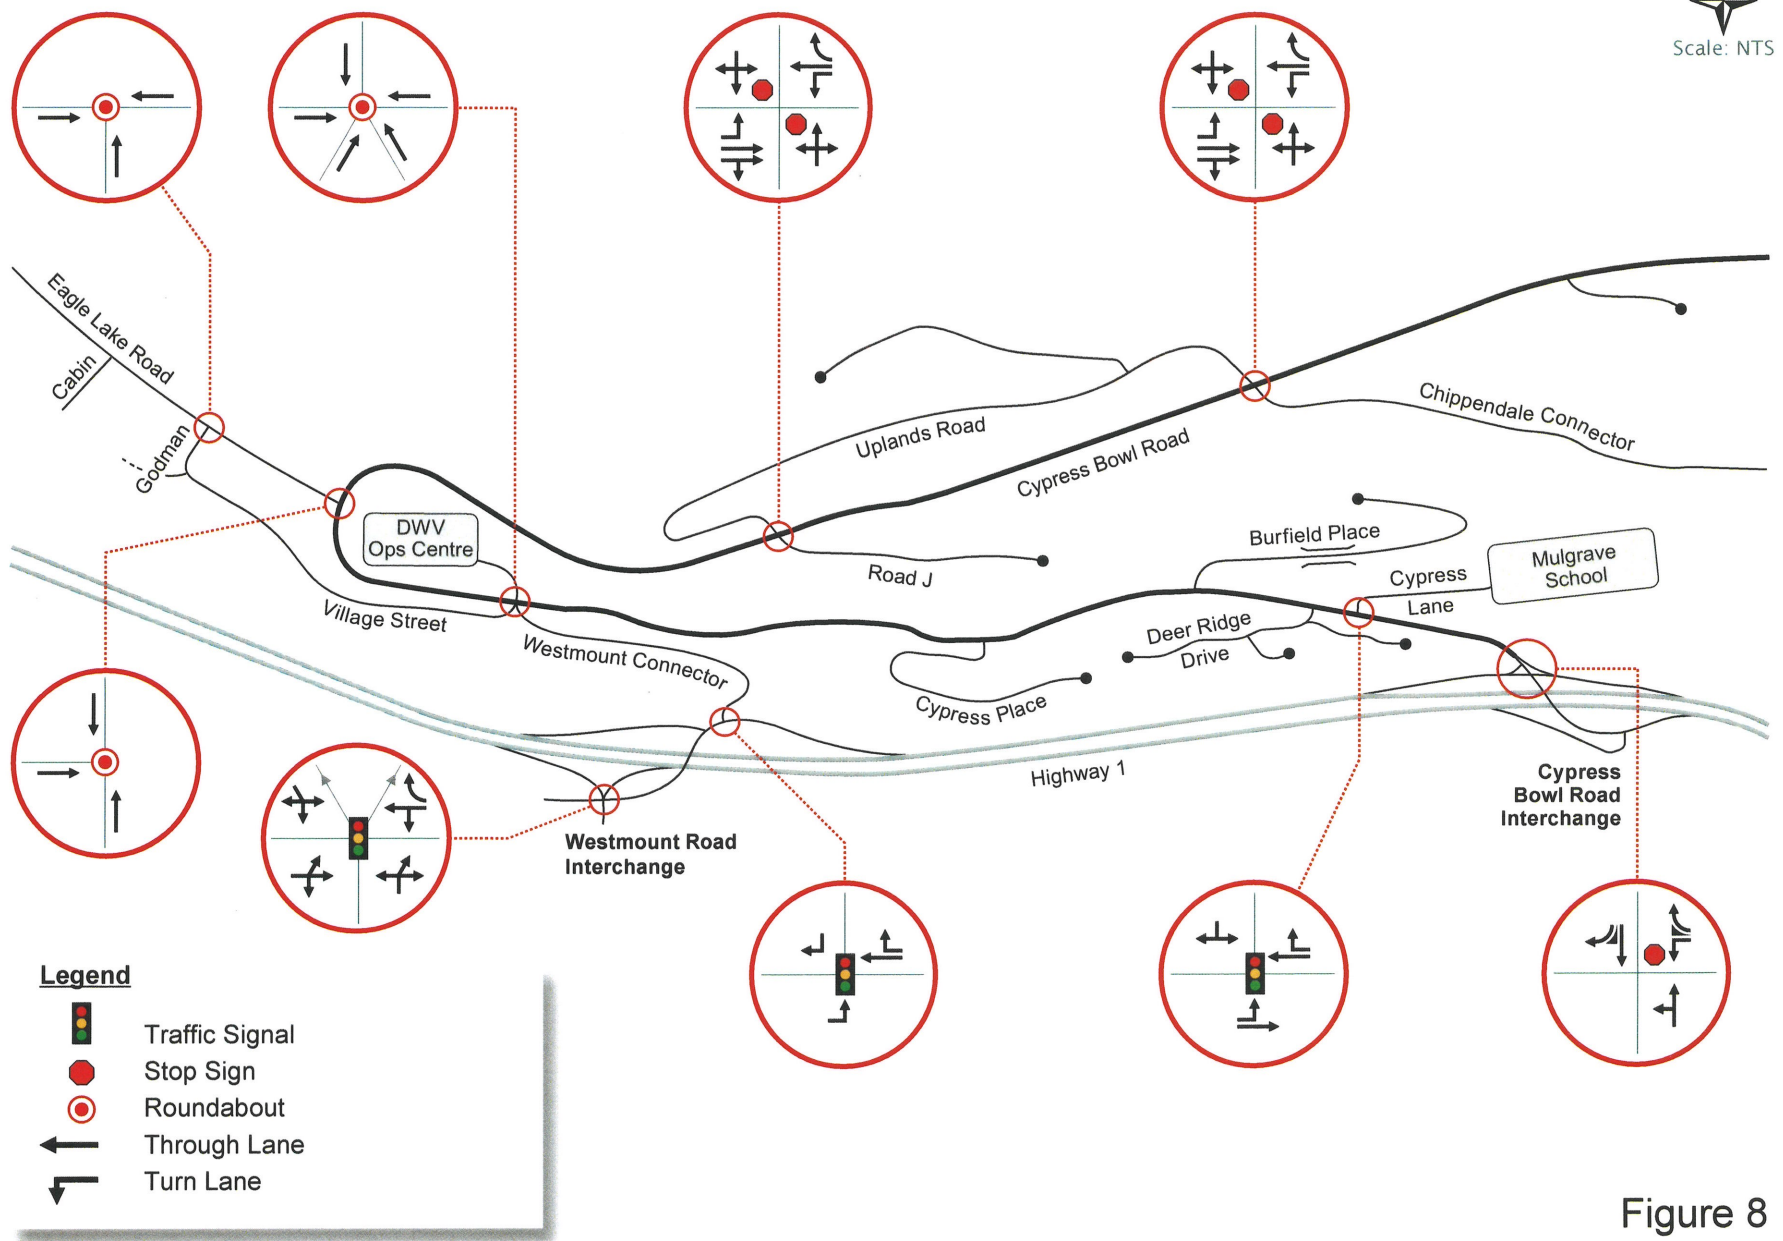 Scale: NTS
Eagle Lake Road
Cabin
Godman
DWV
Ops Centre
Village Street
Westmount Connector
Uplands Road
Cypress Bowl Road
Road J
Chippendale Connector
Burfield Place
Cypress
Lane
Mulgrave
School
Deer Ridge
Drive
Cypress Place
Highway 1
Cypress
Bowl Road
Interchange
Westmount Road
Interchange
Legend
Traffic Signal
Stop Sign
Roundabout
Through Lane
Turn Lane
Figure 8